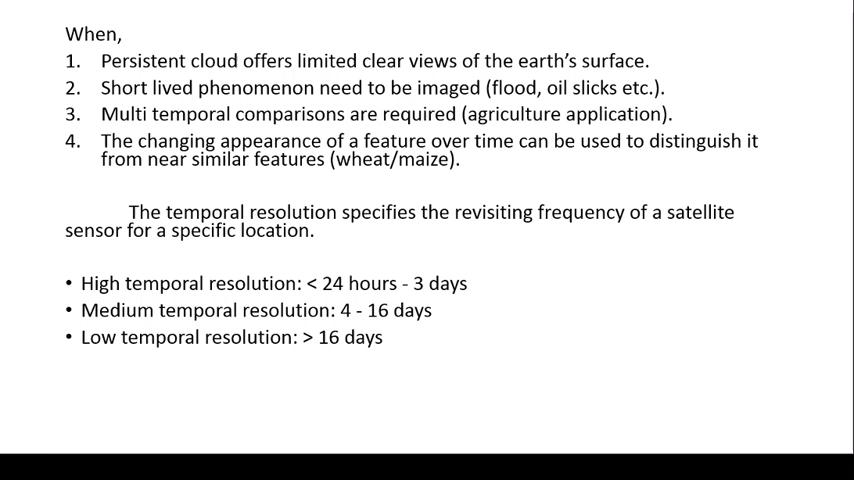 When,
1. Persistent cloud offers limited clear views of the earth’s surface.
2. Short lived phenomenon need to be imaged (flood, oil slicks etc.).
3. Multi temporal comparisons are required (agriculture application).
4. The changing appearance of a feature over time can be used to distinguish it
from near similar features (wheat/maize).
The temporal resolution specifies the revisiting frequency of a satellite
sensor for a specific location.
• High temporal resolution: < 24 hours - 3 days
• Medium temporal resolution: 4 - 16 days
• Low temporal resolution: > 16 days